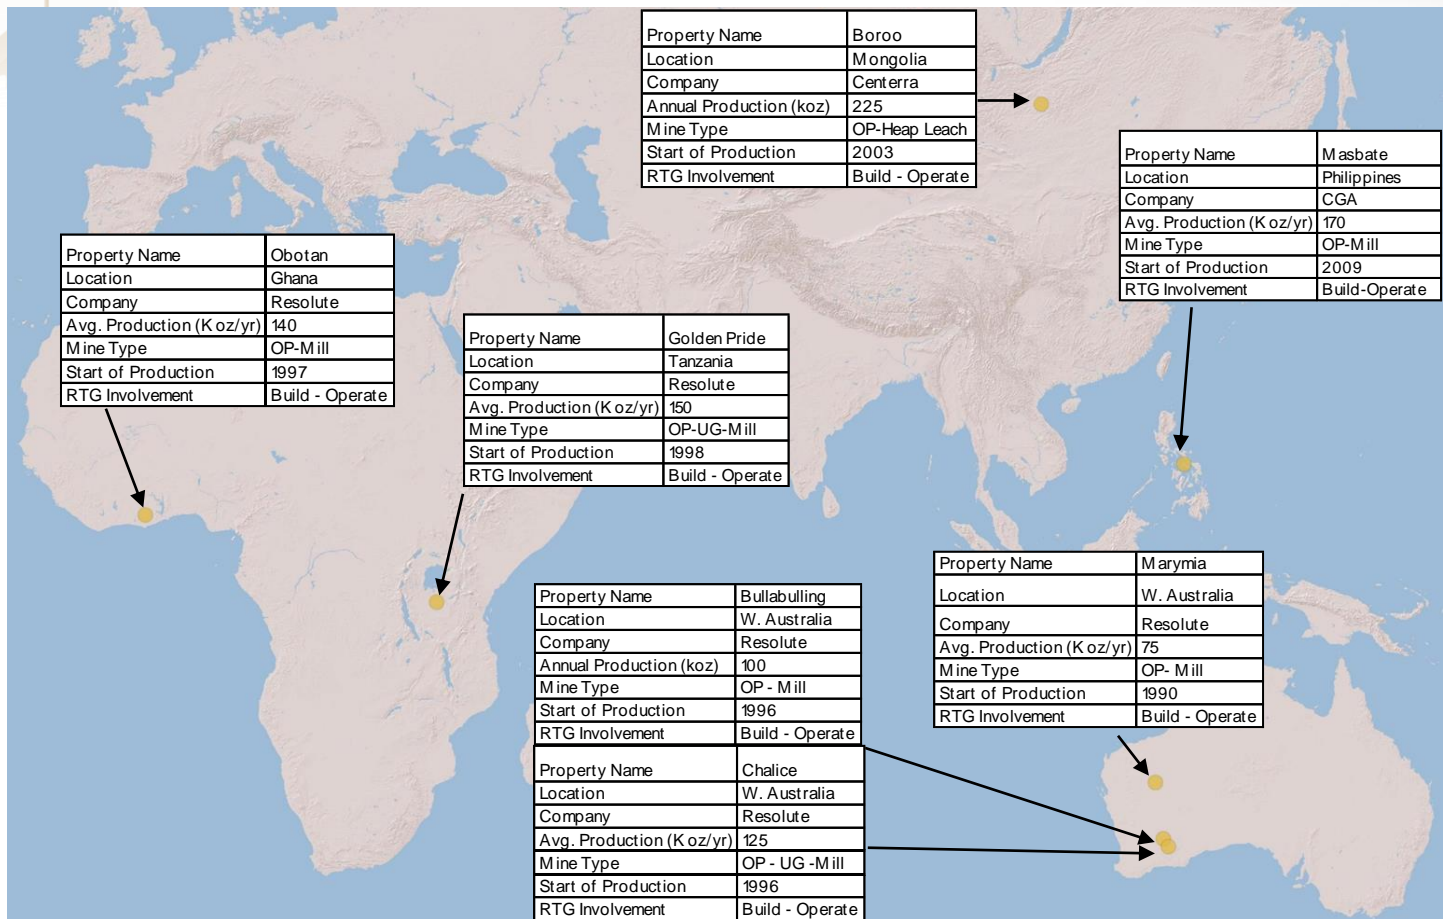 Property Name Boroo
Location Mongolia
Company Centerra
Annual Production (koz) 225
Mine Type OP-Heap Leach
Start of Production 2003
RTG Involvement Build - Operate
Property Name Masbate
Location Philippines
Company CGA
Avg. Production (Koz/yr) 170
Mine Type OP-Mill
Start of Production 2009
RTG Involvement Build-Operate
Property Name Obotan
Location Ghana
Company Resolute
Avg. Production (Koz/yr) 140
Mine Type OP-Mill
Start of Production 1997
RTG Involvement Build - Operate
Property Name Golden Pride
Location Tanzania
Company Resolute
Avg. Production (Koz/yr) 150
Mine Type OP-UG-Mill
Start of Production 1998
RTG Involvement Build - Operate
Property Name Marymia
Location W. Australia
Company Resolute
Avg. Production (Koz/yr) 75
Mine Type OP- Mill
Start of Production 1990
RTG Involvement Build - Operate
Property Name Bullabulling
Location W. Australia
Company Resolute
Annual Production (koz) 100
Mine Type OP - Mill
Start of Production 1996
RTG Involvement Build - Operate
Property Name Chalice
Location W. Australia
Company Resolute
Avg. Production (Koz/yr) 125
Mine Type OP - UG -Mill
Start of Production 1996
RTG Involvement Build - Operate